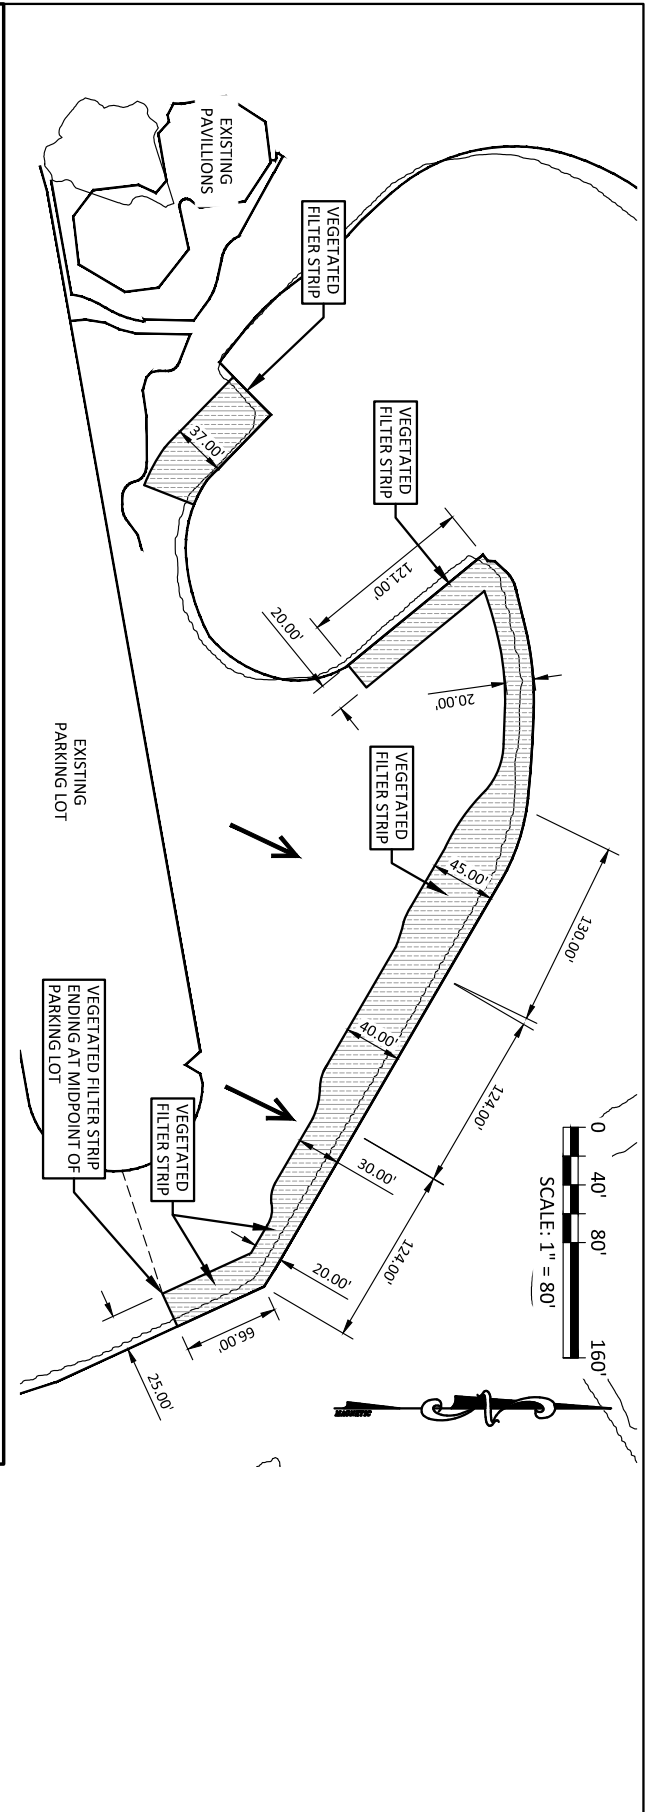 EXISTING
PAVILLIONS
VEGETATED
FILTER STRIP
37.00'
VEGETATED
FILTER STRIP
121.00'
20.00'
20.00'
VEGETATED
FILTER STRIP
45.00'
130.00'
EXISTING
PARKING LOT
40.00'
124.00'
30.00'
124.00'
20.00'
VEGETATED
FILTER STRIP
VEGETATED FILTER STRIP
ENDING AT MIDPOINT OF
PARKING LOT
66.00'
25.00'
0 40' 80' 160'
SCALE: 1" = 80'
MAGNETIC